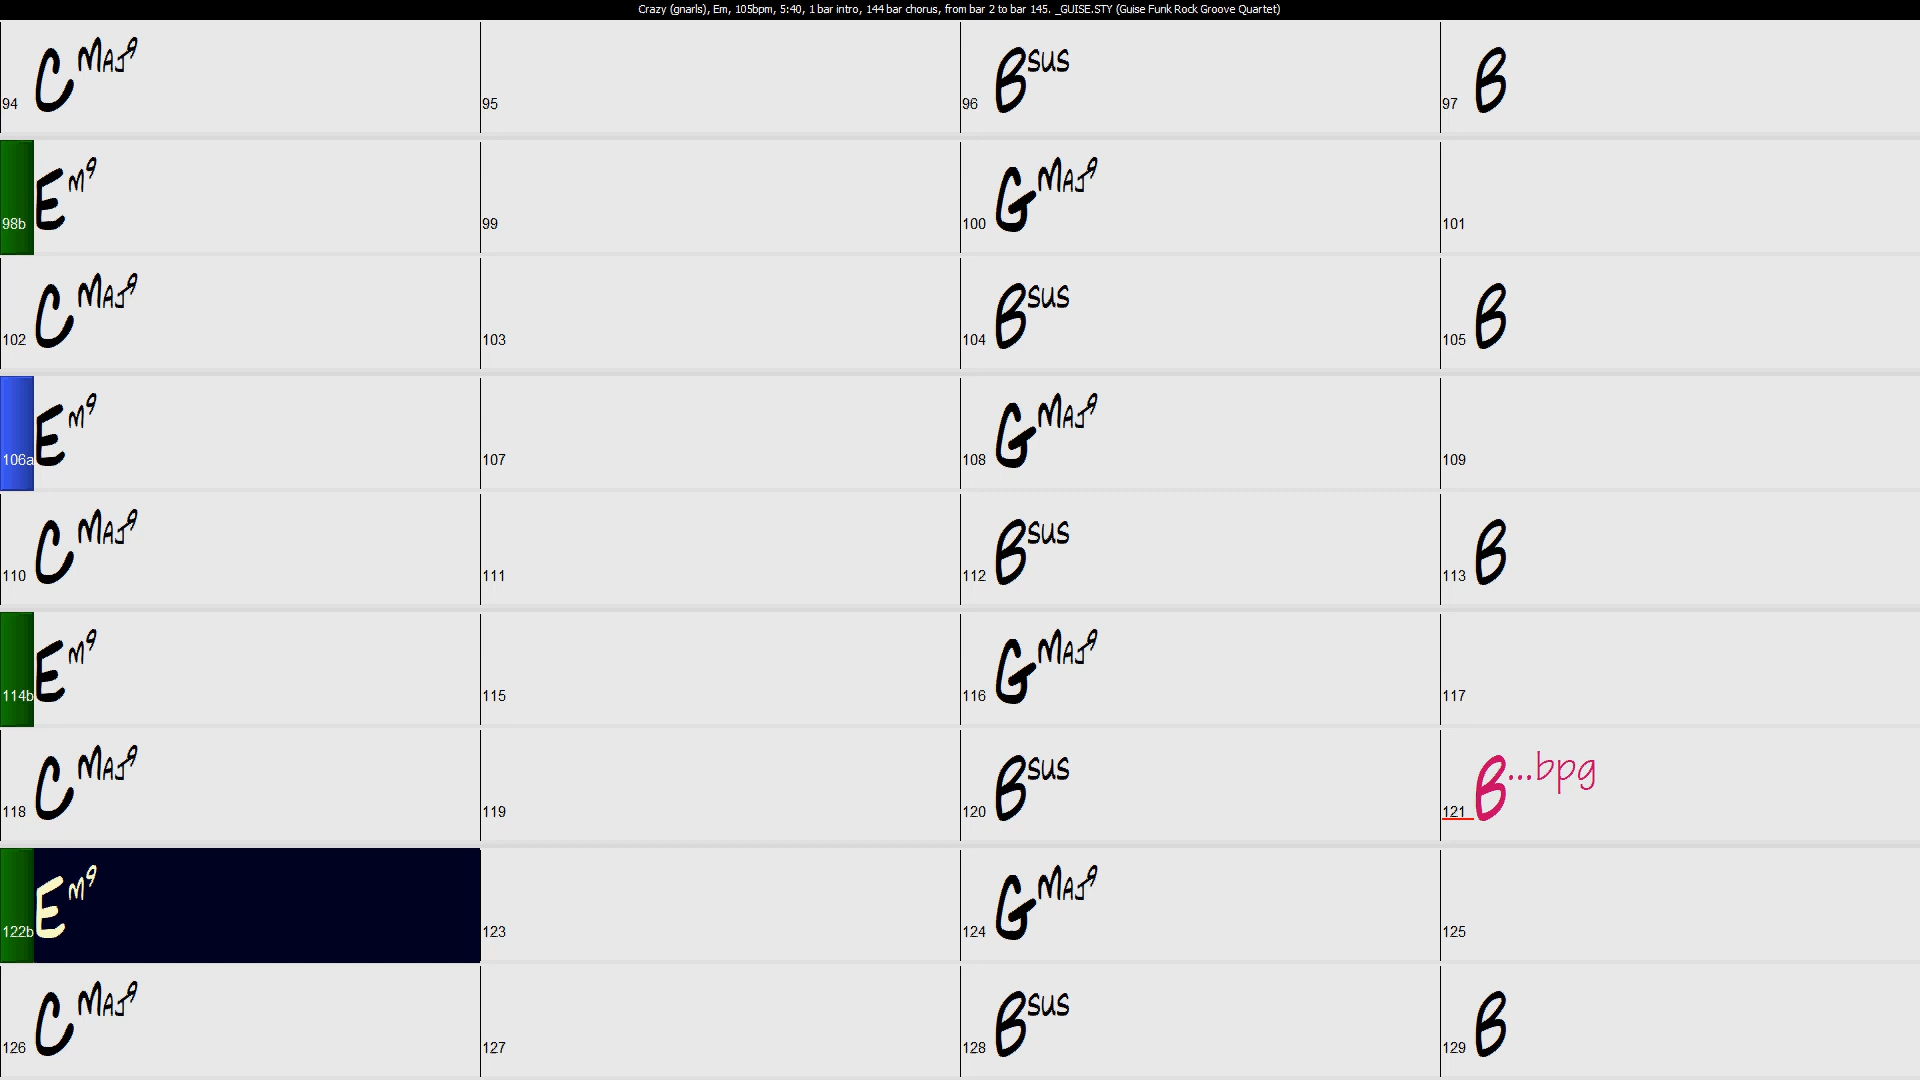 Crazy (gnarls), Em, 105bpm, 5:40, 1 bar intro, 144 bar chorus, from bar 2 to bar 145. _GUISE.STY (Guise Funk Rock Groove Quartet)
94 CMAJ9 95 96 Bsus 97 B
98b Em9 99 100 GMAJ9 101
102 CMAJ9 103 104 Bsus 105 B
106a Em9 107 108 GMAJ9 109
110 CMAJ9 111 112 Bsus 113 B
114b Em9 115 116 GMAJ9 117
118 CMAJ9 119 120 Bsus 121 B...bpg
122b Em9 123 124 GMAJ9 125
126 CMAJ9 127 128 Bsus 129 B